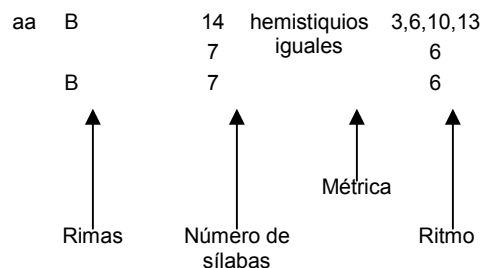 aa B 14 hemistiquios iguales 3,6,10,13
7 6
B 7 6
Métrica
Rimas Número de sílabas Ritmo